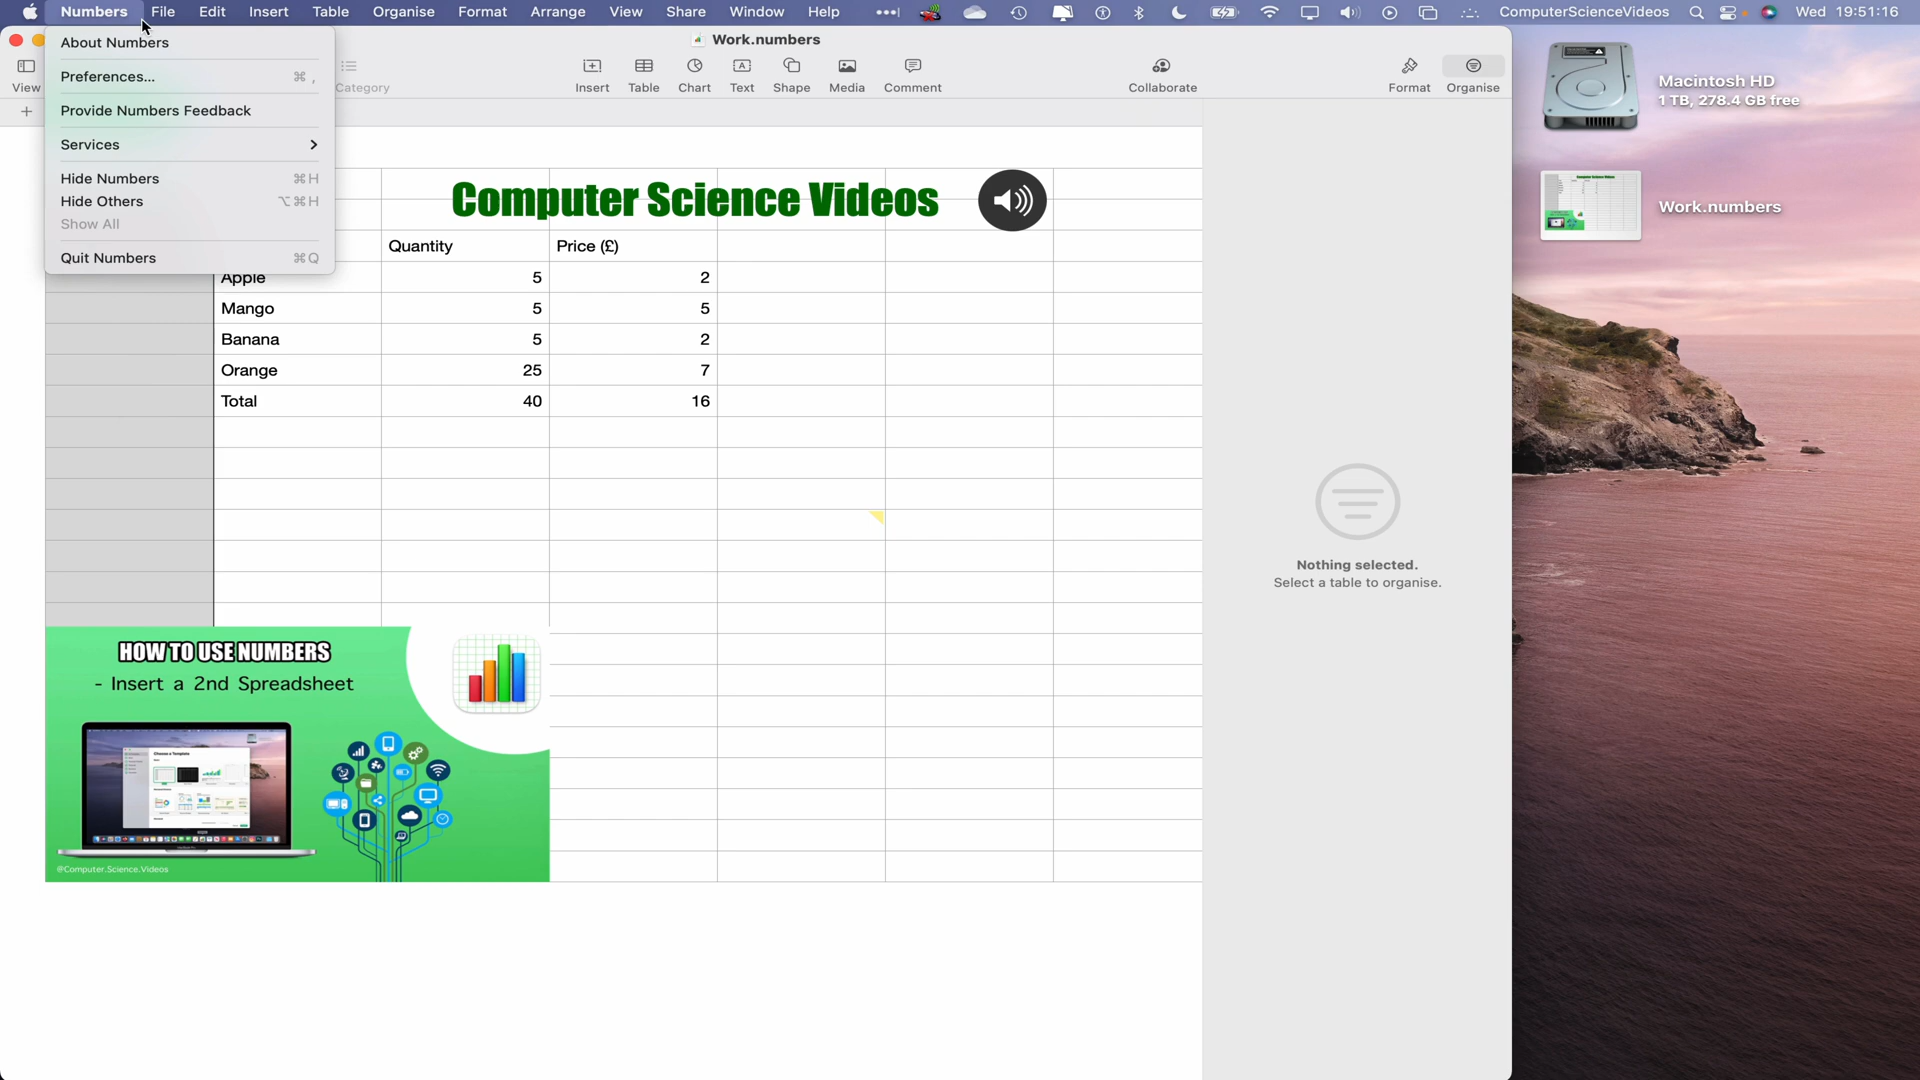 Numbers File Edit Insert Table Organise Format Arrange View Share Window Help ComputerScienceVideos Wed 19:51:16
About Numbers
Preferences... ⌘ ,
Provide Numbers Feedback
Services
Hide Numbers ⌘ H
Hide Others ⌥ ⌘ H
Show All
Quit Numbers ⌘ Q
Work.numbers
View Category Insert Table Chart Text Shape Media Comment Collaborate Format Organise
Macintosh HD
1 TB, 278.4 GB free
Work.numbers
Computer Science Videos
Quantity Price (£)
Apple 5 2
Mango 5 5
Banana 5 2
Orange 25 7
Total 40 16
Nothing selected.
Select a table to organise.
HOW TO USE NUMBERS
- Insert a 2nd Spreadsheet
Choose a Template
@Computer.Science.Videos